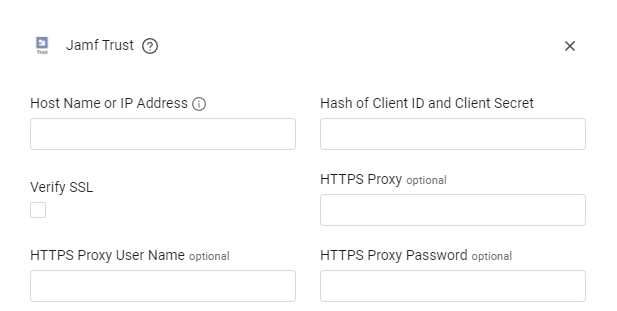 Trust
Jamf Trust
Host Name or IP Address
Hash of Client ID and Client Secret
Verify SSL
HTTPS Proxy optional
HTTPS Proxy User Name optional
HTTPS Proxy Password optional